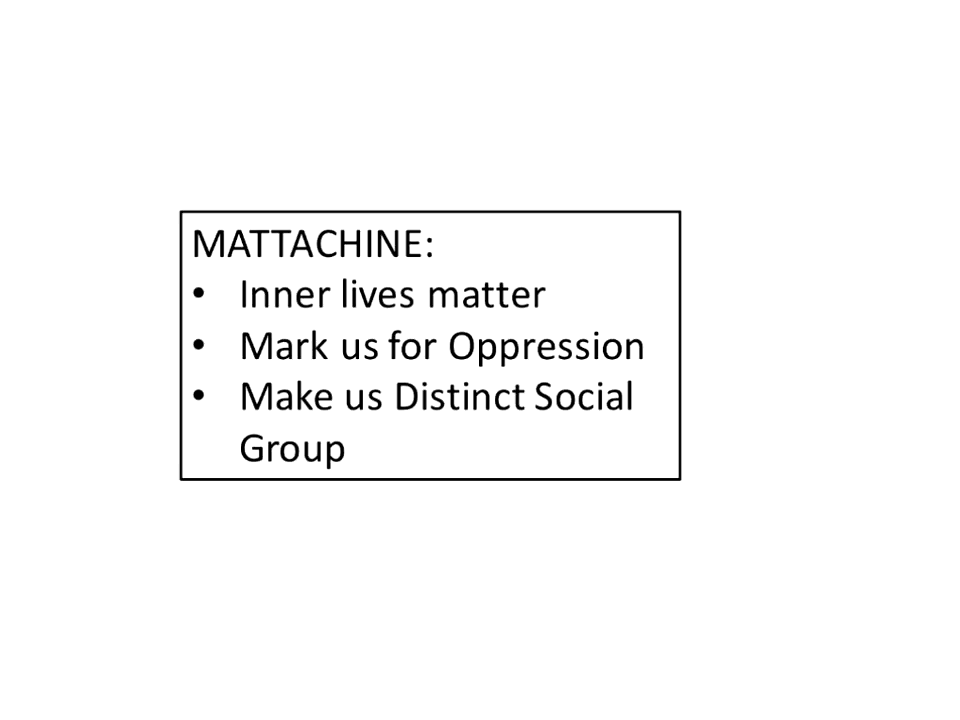 MATTACHINE:
• Inner lives matter
• Mark us for Oppression
• Make us Distinct Social
Group